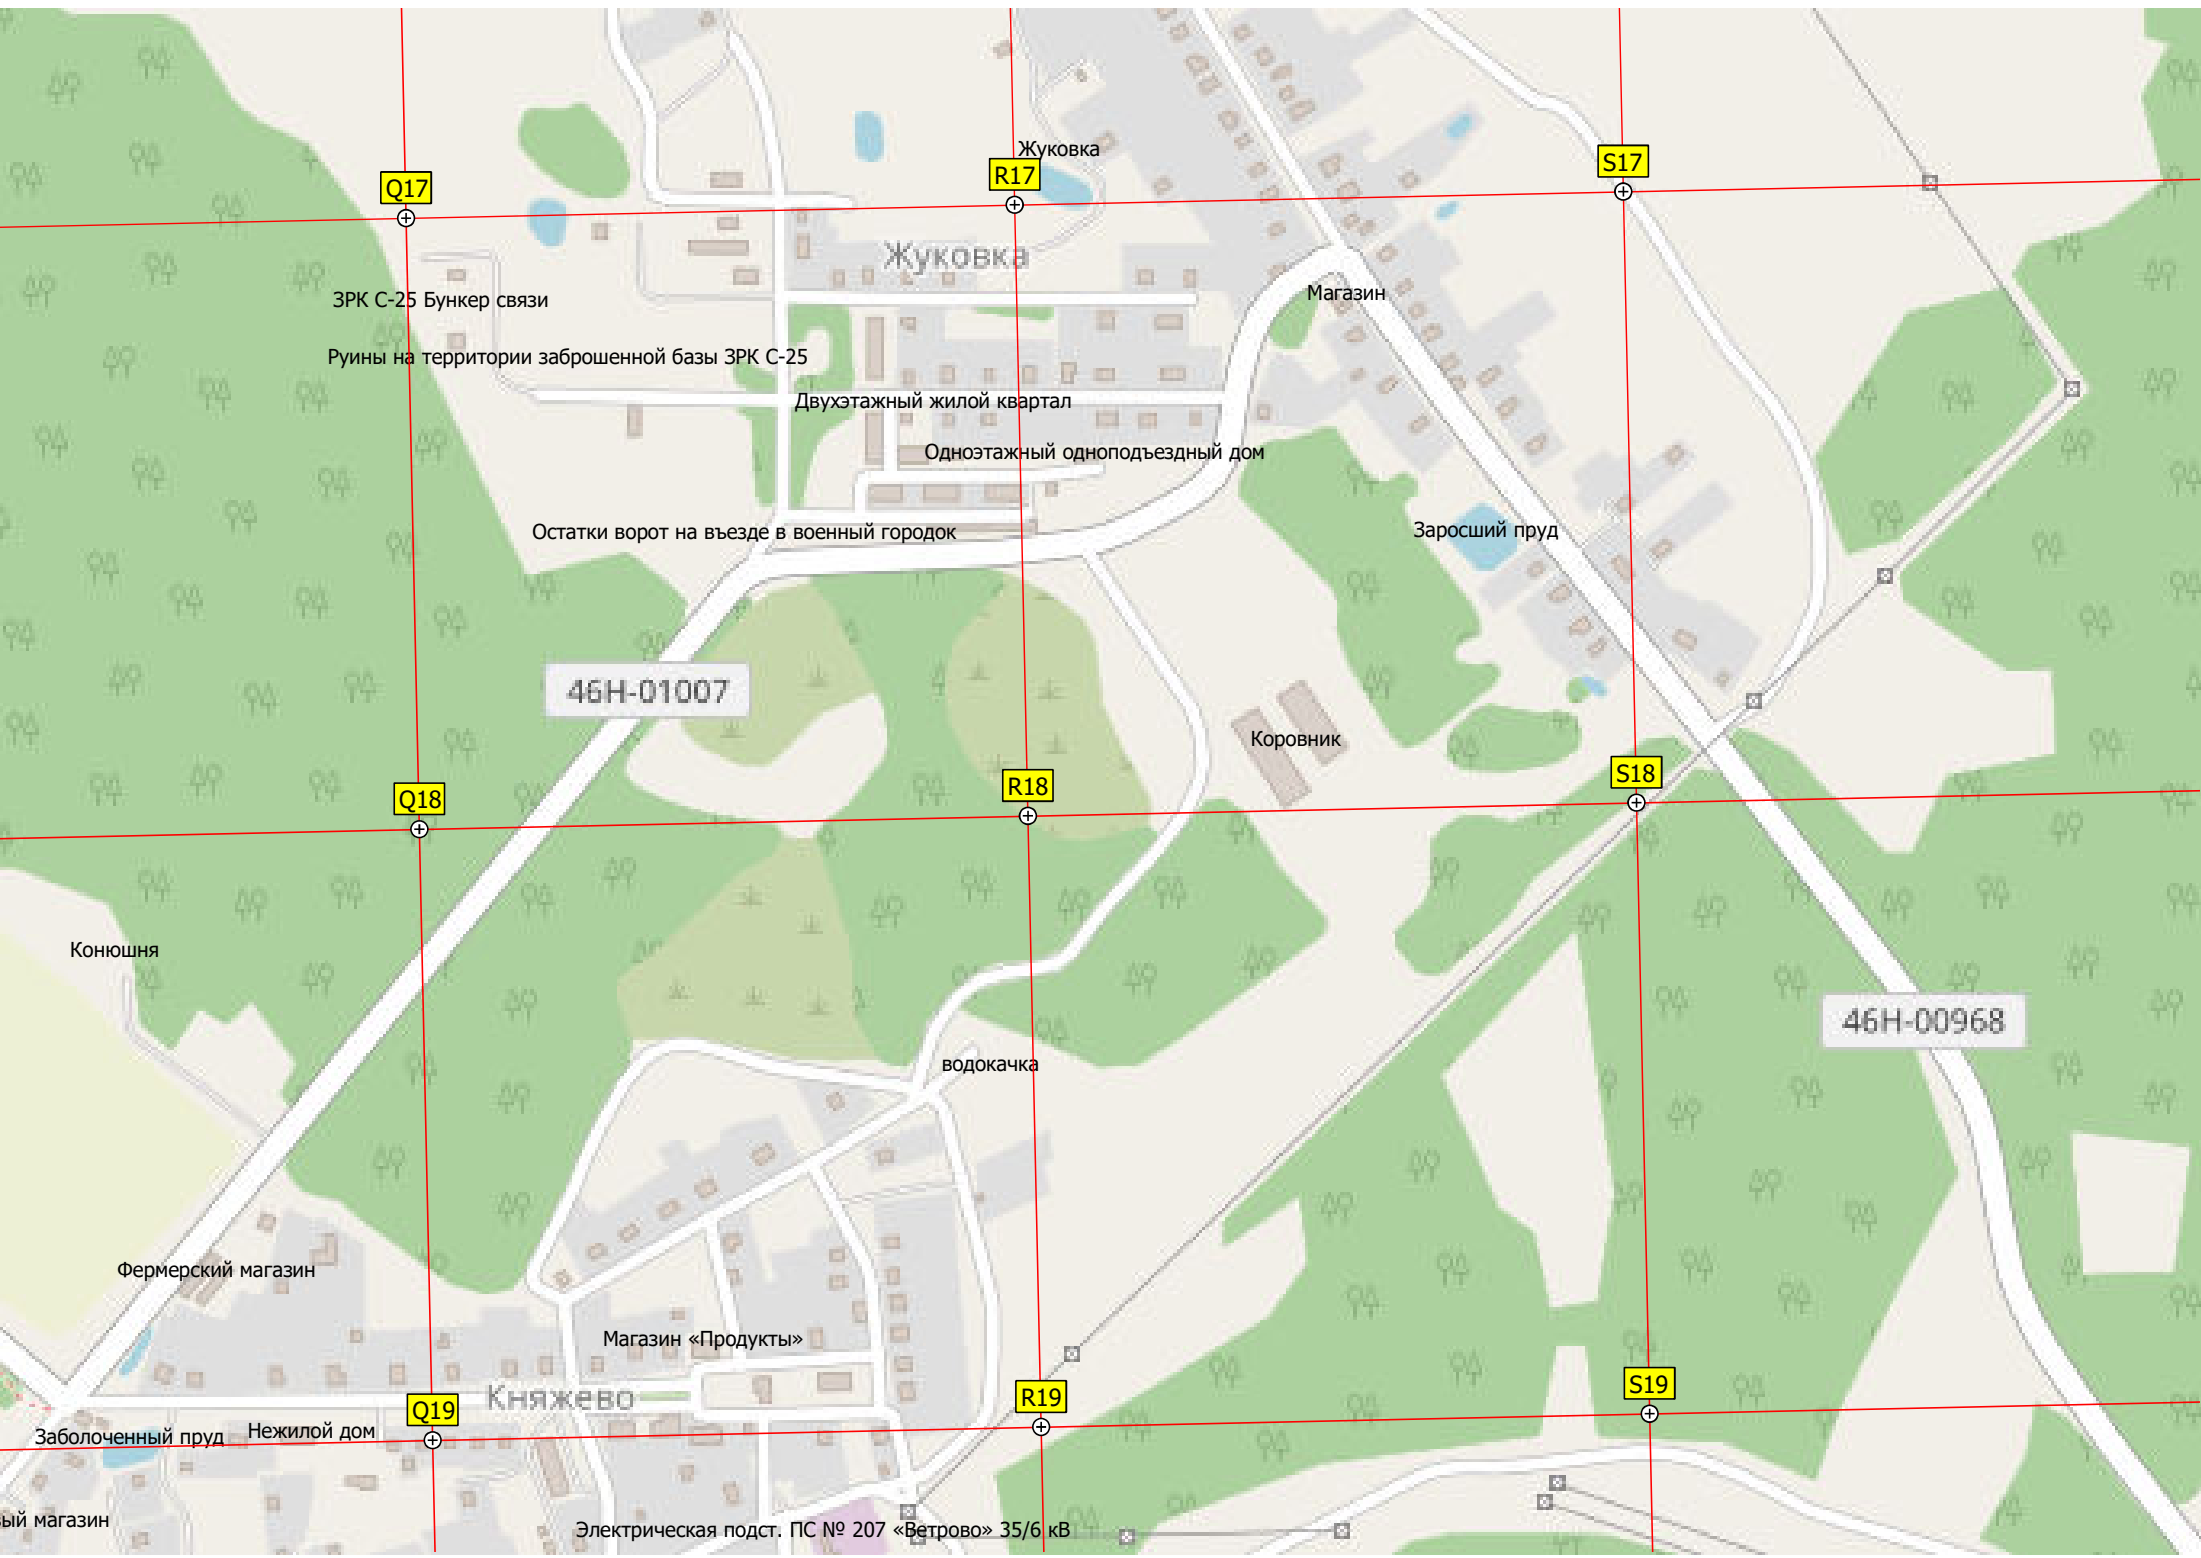 Жуковка
S17
R17
Q17
Жуковка
Магазин
ЗРК С-25 Бункер связи
Руины на территории заброшенной базы ЗРК С-25
Двухэтажный жилой квартал
Одноэтажный одноподъездный дом
Остатки ворот на въезде в военный городок
Заросший пруд
46Н-01007
Коровник
S18
R18
Q18
Конюшня
46Н-00968
водокачка
Фермерский магазин
Магазин «Продукты»
S19
R19
Q19
Княжево
Нежилой дом
Заболоченный пруд
ый магазин
Электрическая подст. ПС № 207 «Ветрово» 35/6 кВ